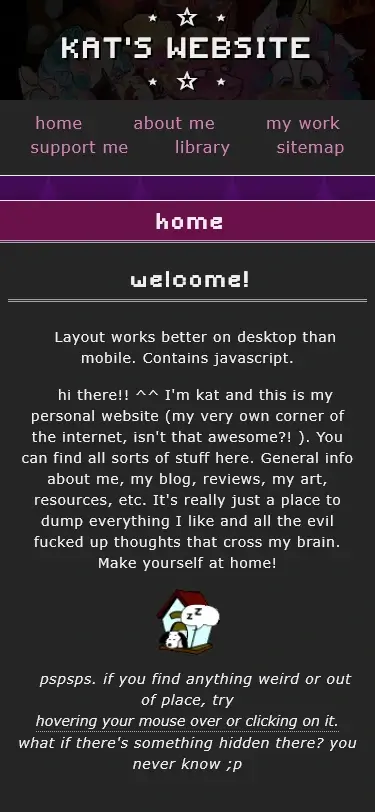 KAT'S WEBSITE
home about me my work
support me library sitemap
home
welcome!
Layout works better on desktop than
mobile. Contains javascript.
hi there!! ^^ I'm kat and this is my
personal website (my very own corner of
the internet, isn't that awesome?! ). You
can find all sorts of stuff here. General info
about me, my blog, reviews, my art,
resources, etc. It's really just a place to
dump everything I like and all the evil
fucked up thoughts that cross my brain.
Make yourself at home!
z z
pspsps. if you find anything weird or out
of place, try
hovering your mouse over or clicking on it.
what if there's something hidden there? you
never know ;p